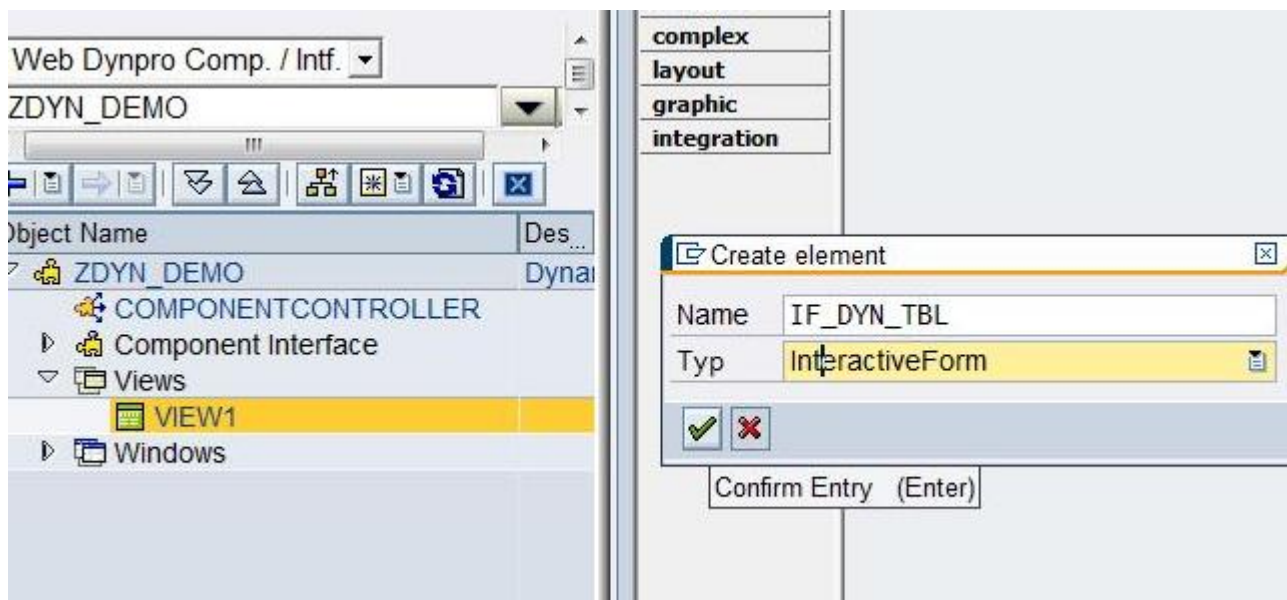 Web Dynpro Comp. / Intf.
ZDYN_DEMO
Object Name
Des...
ZDYN_DEMO
Dynar
COMPONENTCONTROLLER
Component Interface
Views
VIEW1
Windows
complex
layout
graphic
integration
Create element
Name
IF_DYN_TBL
Typ
InteractiveForm
Confirm Entry (Enter)